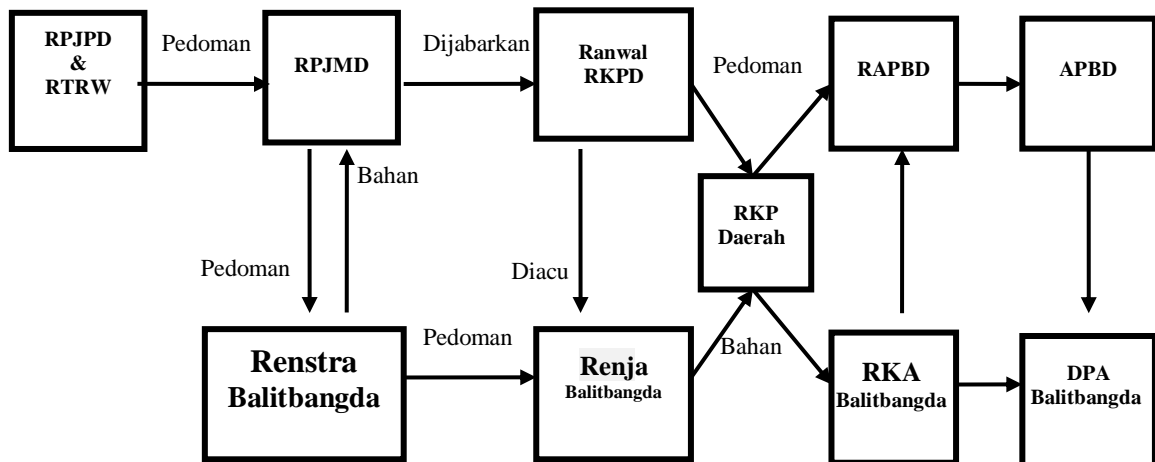 RPJPD
&
RTRW
Pedoman
RPJMD
Dijabarkan
Ranwal
RKPD
Pedoman
RAPBD
APBD
Bahan
RKP
Daerah
Pedoman
Diacu
Renstra
Balitbangda
Pedoman
Renja
Balitbangda
Bahan
RKA
Balitbangda
DPA
Balitbangda